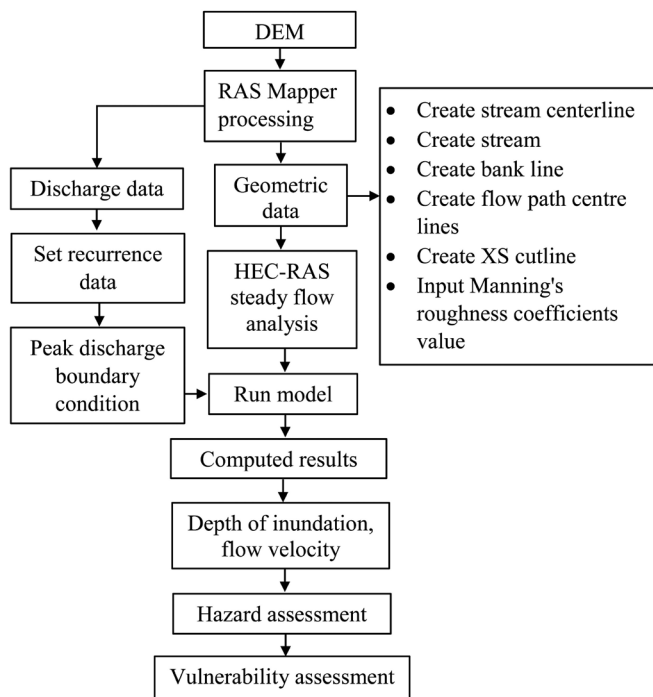 DEM
RAS Mapper
processing
Discharge data
Set recurrence
data
Peak discharge
boundary
condition
Geometric
data
• Create stream centerline
• Create stream
• Create bank line
• Create flow path centre
lines
• Create XS cutline
• Input Manning's
roughness coefficients
value
HEC-RAS
steady flow
analysis
Run model
Computed results
Depth of inundation,
flow velocity
Hazard assessment
Vulnerability assessment